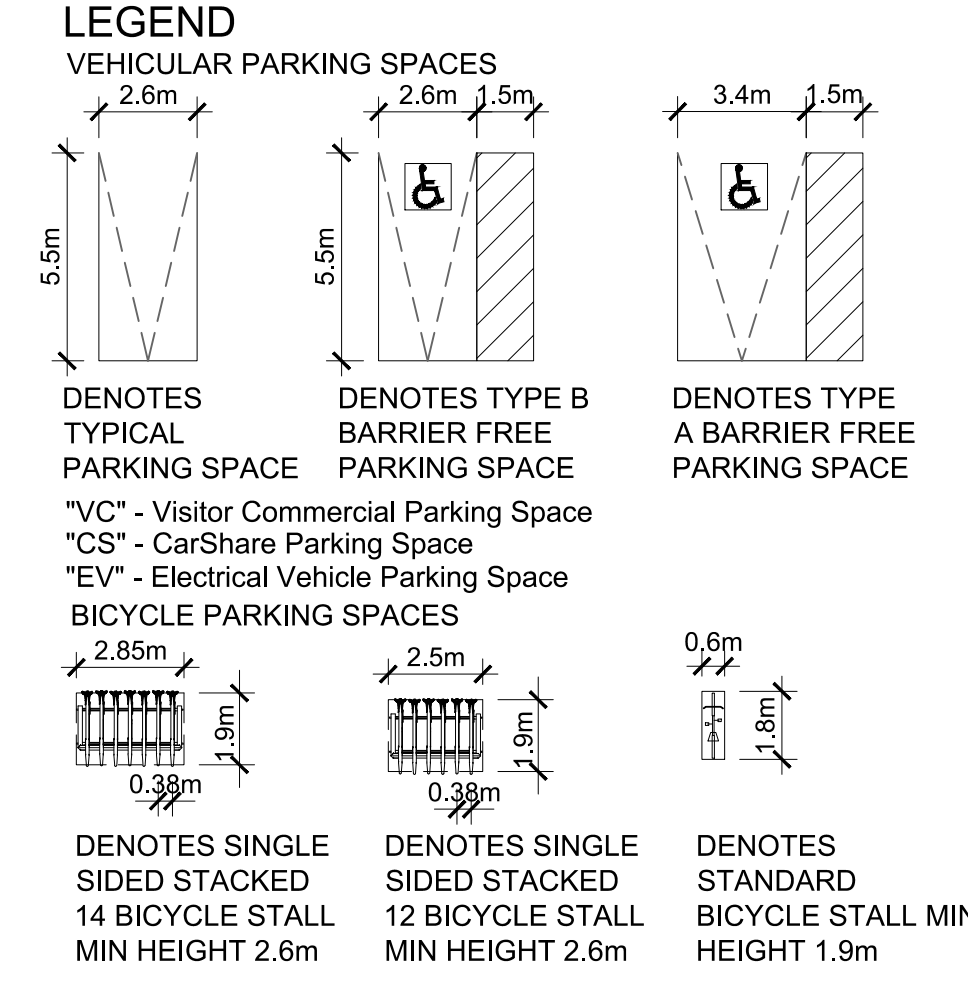 LEGEND
VEHICULAR PARKING SPACES
2.6m 2.6m 1.5m 3.4m 1.5m
5.5m 5.5m
DENOTES
TYPICAL
PARKING SPACE
DENOTES TYPE B
BARRIER FREE
PARKING SPACE
DENOTES TYPE
A BARRIER FREE
PARKING SPACE
"VC" - Visitor Commercial Parking Space
"CS" - CarShare Parking Space
"EV" - Electrical Vehicle Parking Space
BICYCLE PARKING SPACES
2.85m
1.9m
0.38m
2.5m
1.9m
0.38m
0.6m
1.8m
DENOTES SINGLE
SIDED STACKED
14 BICYCLE STALL
MIN HEIGHT 2.6m
DENOTES SINGLE
SIDED STACKED
12 BICYCLE STALL
MIN HEIGHT 2.6m
DENOTES
STANDARD
BICYCLE STALL MIN
HEIGHT 1.9m